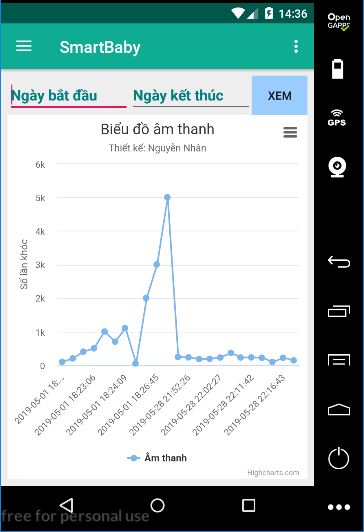 14:36
Open
GAPPS
SmartBaby
Ngày bắt đầu
Ngày kết thúc
XEM
GPS
Biểu đồ âm thanh
Thiết kế: Nguyễn Nhân
6k
5k
4k
3k
2k
1k
0
Số lần khóc
2019-05-01 18:...
2019-05-01 18:23:06
2019-05-01 18:24:09
2019-05-01 18:26:45
2019-05-28 21:52:26
2019-05-28 22:02:27
2019-05-28 22:11:42
2019-05-28 22:16:43
Âm thanh
Highcharts.com
free for personal use